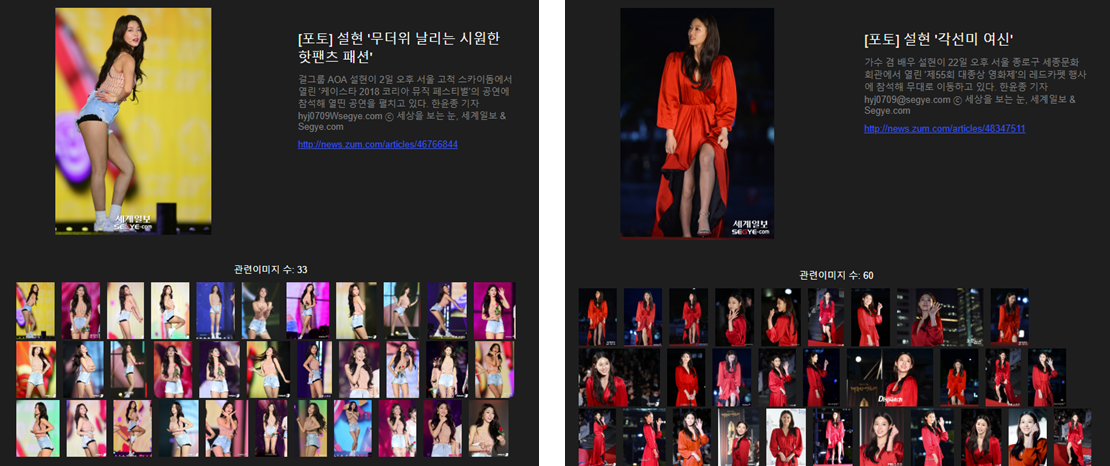 [포토] 설현 '무더위 날리는 시원한
핫팬츠 패션'
걸그룹 AOA 설현이 2일 오후 서울 고척 스카이돔에서
열린 '케이스타 2018 코리아 뮤직 페스티벌'의 공연에
참석해 열띤 공연을 펼치고 있다. 한윤종 기자
hyj0709Wsegye.com ⓒ 세상을 보는 눈, 세계일보 &
Segye.com
http://news.zum.com/articles/46766844
세계일보
SEGYE.com
관련이미지 수: 33
[포토] 설현 '각선미 여신'
가수 겸 배우 설현이 22일 오후 서울 종로구 세종문화
회관에서 열린 '제55회 대종상 영화제'의 레드카펫 행사
에 참석해 무대로 이동하고 있다. 한윤종 기자
hyj0709@segye.com ⓒ 세상을 보는 눈, 세계일보 &
Segye.com
http://news.zum.com/articles/48347511
세계일보
SEGYE.com
관련이미지 수: 60